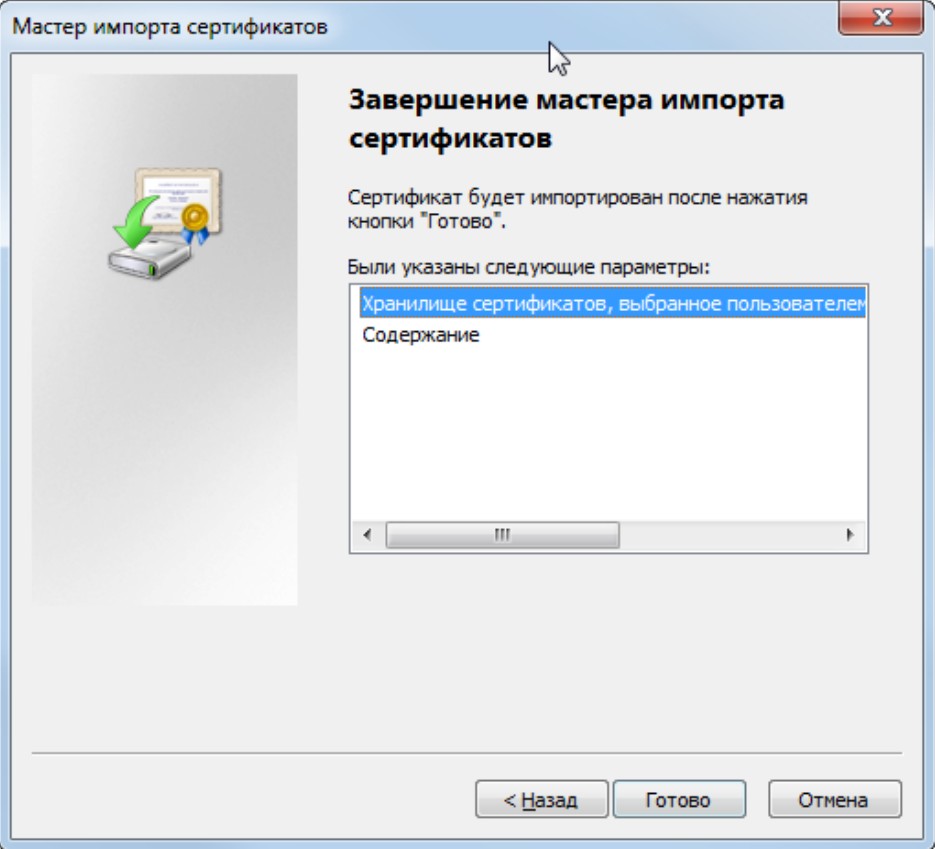 Мастер импорта сертификатов
Завершение мастера импорта
сертификатов
Сертификат будет импортирован после нажатия
кнопки "Готово".
Были указаны следующие параметры:
Хранилище сертификатов, выбранное пользователем
Содержание
< Назад
Готово
Отмена